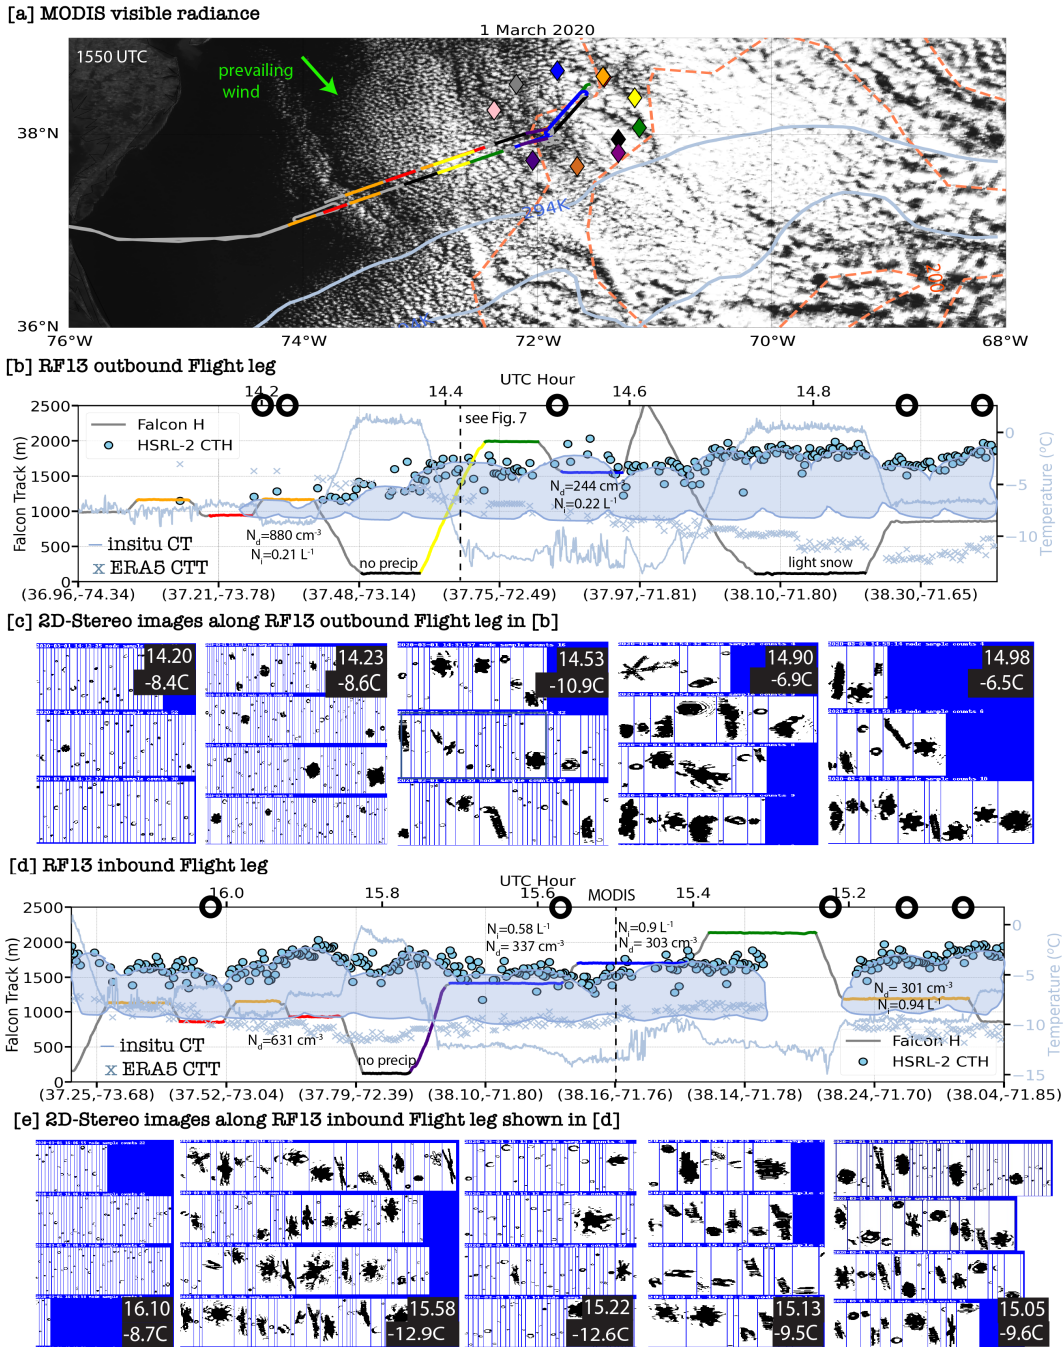 [a] MODIS visible radiance
1 March 2020
1550 UTC
prevailing
wind
38°N
294K
200
36°N
76°W 74°W 72°W 70°W 68°W
[b] RF13 outbound Flight leg
UTC Hour
14.2 14.4 14.6 14.8
2500
2000
1500
1000
500
0
Falcon Track (m)
Falcon H
HSRL-2 CTH
see Fig. 7
N_d=244 cm⁻³
N_i=0.22 L⁻¹
N_d=880 cm⁻³
N_i=0.21 L⁻¹
insitu CT
x ERA5 CTT
no precip
light snow
0
−5
−10
Temperature (°C)
(36.96,-74.34) (37.21,-73.78) (37.48,-73.14) (37.75,-72.49) (37.97,-71.81) (38.10,-71.80) (38.30,-71.65)
[c] 2D-Stereo images along RF13 outbound Flight leg in [b]
14.20
-8.4C
14.23
-8.6C
14.53
-10.9C
14.90
-6.9C
14.98
-6.5C
[d] RF13 inbound Flight leg
UTC Hour
16.0 15.8 15.6 MODIS 15.4 15.2
2500
2000
1500
1000
500
0
Falcon Track (m)
N_i=0.58 L⁻¹
N_d= 337 cm⁻³
N_i=0.9 L⁻¹
N_d= 303 cm⁻³
N_d= 301 cm⁻³
N_i=0.94 L⁻¹
N_d=631 cm⁻³
insitu CT
x ERA5 CTT
no precip
Falcon H
HSRL-2 CTH
0
−5
−10
−15
Temperature (°C)
(37.25,-73.68) (37.52,-73.04) (37.79,-72.39) (38.10,-71.80) (38.16,-71.76) (38.14,-71.78) (38.24,-71.70) (38.04,-71.85)
[e] 2D-Stereo images along RF13 inbound Flight leg shown in [d]
16.10
-8.7C
15.58
-12.9C
15.22
-12.6C
15.13
-9.5C
15.05
-9.6C